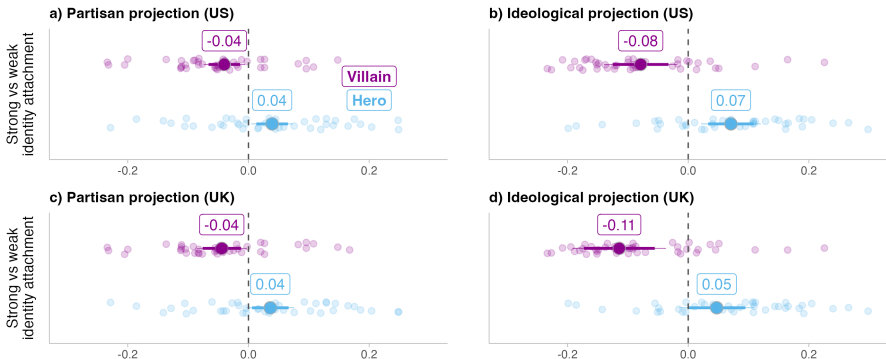 a) Partisan projection (US)
Strong vs weak
identity attachment
-0.04
Villain
Hero
0.04
-0.2
0.0
0.2
b) Ideological projection (US)
-0.08
0.07
-0.2
0.0
0.2
c) Partisan projection (UK)
Strong vs weak
identity attachment
-0.04
0.04
-0.2
0.0
0.2
d) Ideological projection (UK)
-0.11
0.05
-0.2
0.0
0.2